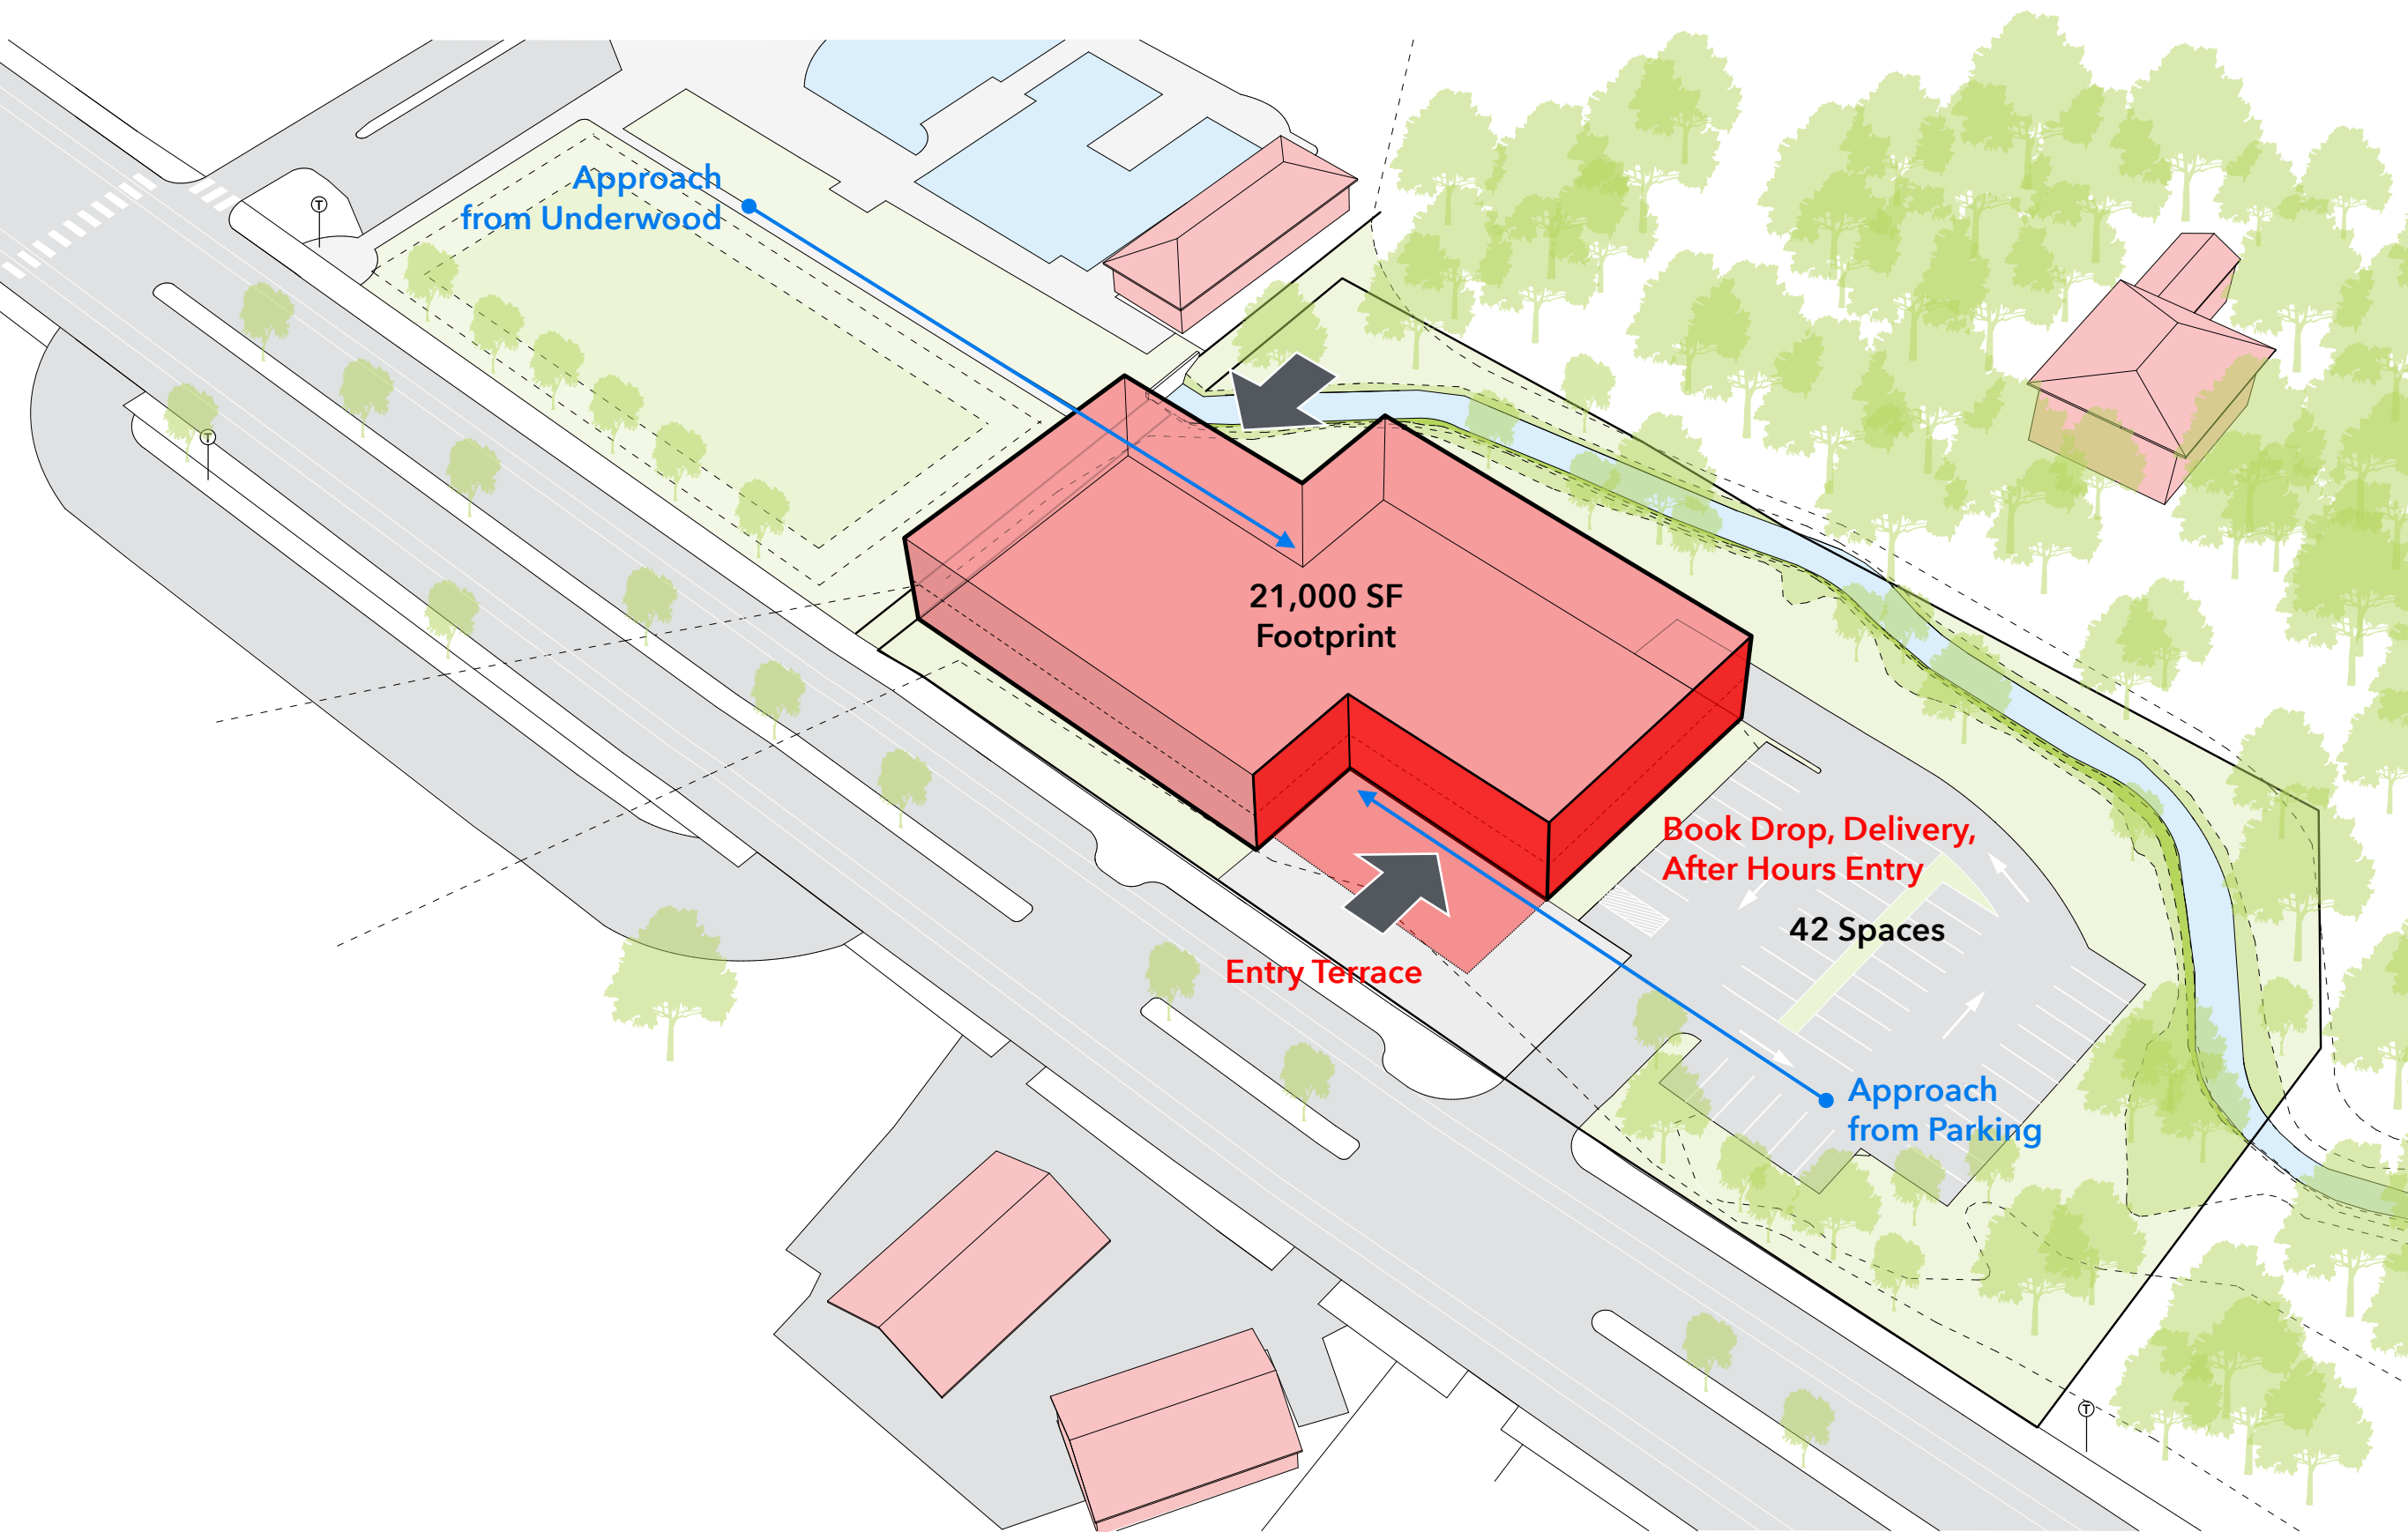 Approach
from Underwood
T
T
21,000 SF
Footprint
Book Drop, Delivery,
After Hours Entry
42 Spaces
Entry Terrace
Approach
from Parking
T